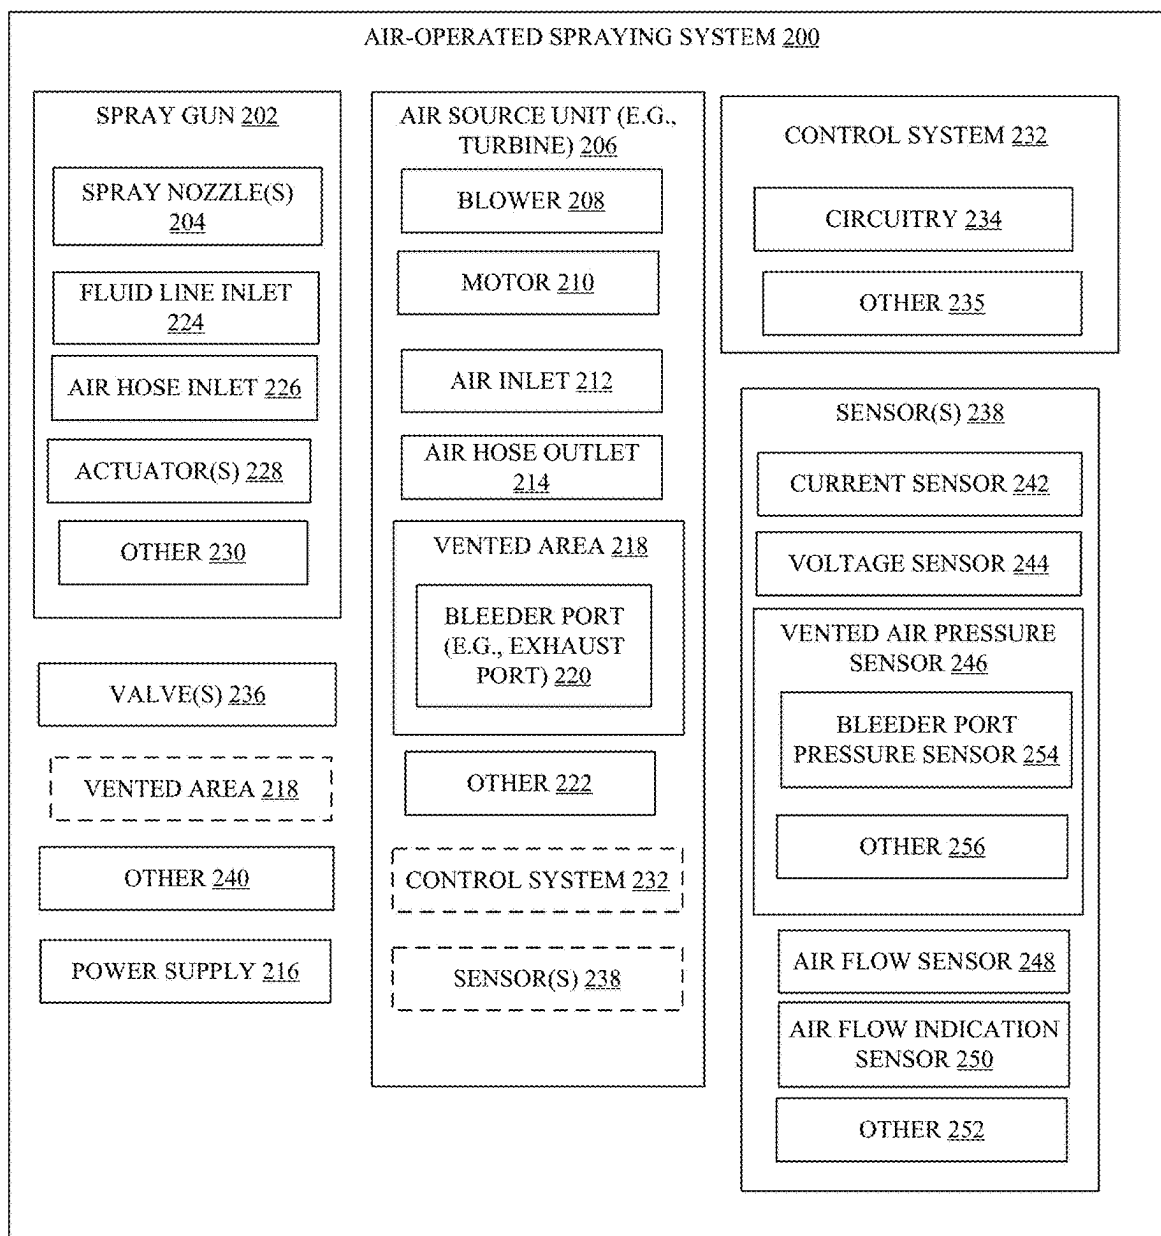 AIR-OPERATED SPRAYING SYSTEM 200
SPRAY GUN 202
SPRAY NOZZLE(S)
204
FLUID LINE INLET
224
AIR HOSE INLET 226
ACTUATOR(S) 228
OTHER 230
VALVE(S) 236
VENTED AREA 218
OTHER 240
POWER SUPPLY 216
AIR SOURCE UNIT (E.G.,
TURBINE) 206
BLOWER 208
MOTOR 210
AIR INLET 212
AIR HOSE OUTLET
214
VENTED AREA 218
BLEEDER PORT
(E.G., EXHAUST
PORT) 220
OTHER 222
CONTROL SYSTEM 232
SENSOR(S) 238
CONTROL SYSTEM 232
CIRCUITRY 234
OTHER 235
SENSOR(S) 238
CURRENT SENSOR 242
VOLTAGE SENSOR 244
VENTED AIR PRESSURE
SENSOR 246
BLEEDER PORT
PRESSURE SENSOR 254
OTHER 256
AIR FLOW SENSOR 248
AIR FLOW INDICATION
SENSOR 250
OTHER 252